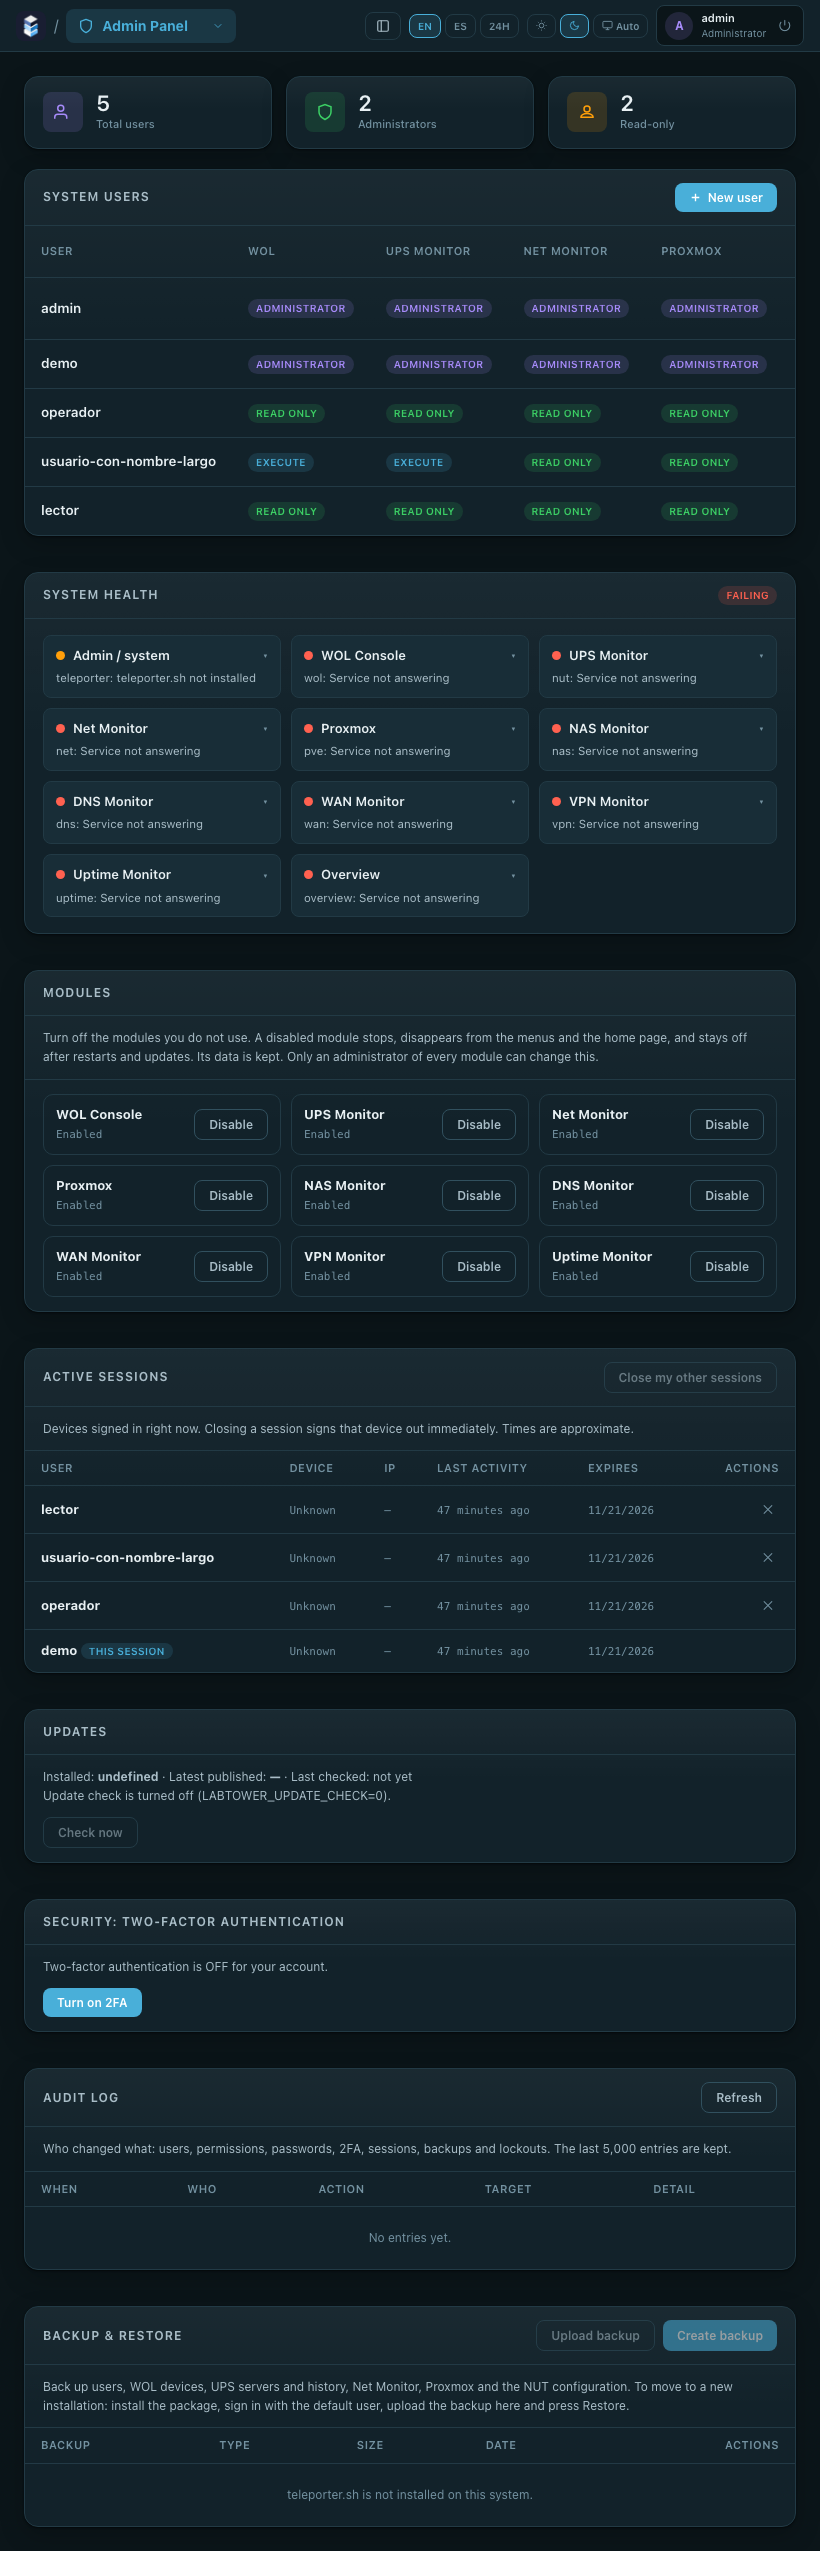 / Admin Panel EN ES 24H Auto A admin
Administrator
5
Total users
2
Administrators
2
Read-only
SYSTEM USERS + New user
USER WOL UPS MONITOR NET MONITOR PROXMOX
admin ADMINISTRATOR ADMINISTRATOR ADMINISTRATOR ADMINISTRATOR
demo ADMINISTRATOR ADMINISTRATOR ADMINISTRATOR ADMINISTRATOR
operador READ ONLY READ ONLY READ ONLY READ ONLY
usuario-con-nombre-largo EXECUTE EXECUTE READ ONLY READ ONLY
lector READ ONLY READ ONLY READ ONLY READ ONLY
SYSTEM HEALTH FAILING
Admin / system
teleporter: teleporter.sh not installed
WOL Console
wol: Service not answering
UPS Monitor
nut: Service not answering
Net Monitor
net: Service not answering
Proxmox
pve: Service not answering
NAS Monitor
nas: Service not answering
DNS Monitor
dns: Service not answering
WAN Monitor
wan: Service not answering
VPN Monitor
vpn: Service not answering
Uptime Monitor
uptime: Service not answering
Overview
overview: Service not answering
MODULES
Turn off the modules you do not use. A disabled module stops, disappears from the menus and the home page, and stays off
after restarts and updates. Its data is kept. Only an administrator of every module can change this.
WOL Console
Enabled
Disable
UPS Monitor
Enabled
Disable
Net Monitor
Enabled
Disable
Proxmox
Enabled
Disable
NAS Monitor
Enabled
Disable
DNS Monitor
Enabled
Disable
WAN Monitor
Enabled
Disable
VPN Monitor
Enabled
Disable
Uptime Monitor
Enabled
Disable
ACTIVE SESSIONS Close my other sessions
Devices signed in right now. Closing a session signs that device out immediately. Times are approximate.
USER DEVICE IP LAST ACTIVITY EXPIRES ACTIONS
lector Unknown — 47 minutes ago 11/21/2026
usuario-con-nombre-largo Unknown — 47 minutes ago 11/21/2026
operador Unknown — 47 minutes ago 11/21/2026
demo THIS SESSION Unknown — 47 minutes ago 11/21/2026
UPDATES
Installed: undefined · Latest published: — · Last checked: not yet
Update check is turned off (LABTOWER_UPDATE_CHECK=0).
Check now
SECURITY: TWO-FACTOR AUTHENTICATION
Two-factor authentication is OFF for your account.
Turn on 2FA
AUDIT LOG Refresh
Who changed what: users, permissions, passwords, 2FA, sessions, backups and lockouts. The last 5,000 entries are kept.
WHEN WHO ACTION TARGET DETAIL
No entries yet.
BACKUP & RESTORE Upload backup Create backup
Back up users, WOL devices, UPS servers and history, Net Monitor, Proxmox and the NUT configuration. To move to a new
installation: install the package, sign in with the default user, upload the backup here and press Restore.
BACKUP TYPE SIZE DATE ACTIONS
teleporter.sh is not installed on this system.